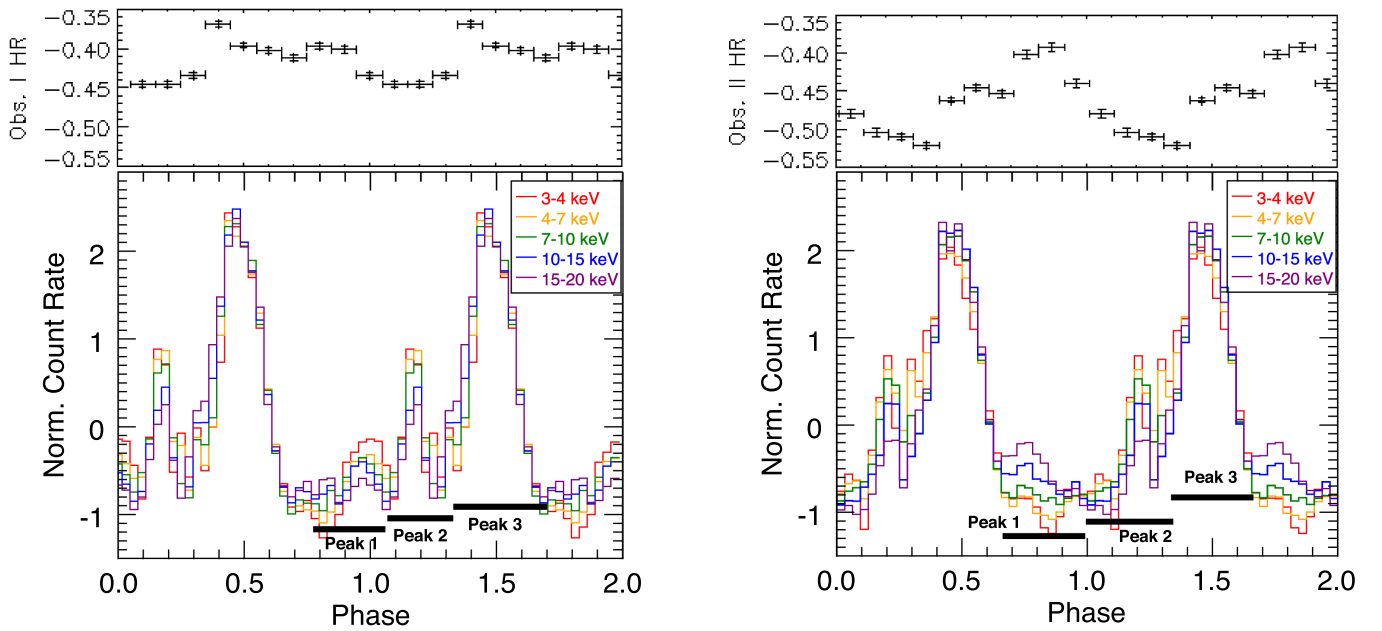 Obs. I HR
−0.35
−0.40
−0.45
−0.50
−0.55
Norm. Count Rate
2
1
0
-1
3-4 keV
4-7 keV
7-10 keV
10-15 keV
15-20 keV
Peak 1
Peak 2
Peak 3
0.0
0.5
1.0
1.5
2.0
Phase
Obs. II HR
−0.35
−0.40
−0.45
−0.50
−0.55
Norm. Count Rate
2
1
0
-1
3-4 keV
4-7 keV
7-10 keV
10-15 keV
15-20 keV
Peak 1
Peak 2
Peak 3
0.0
0.5
1.0
1.5
2.0
Phase